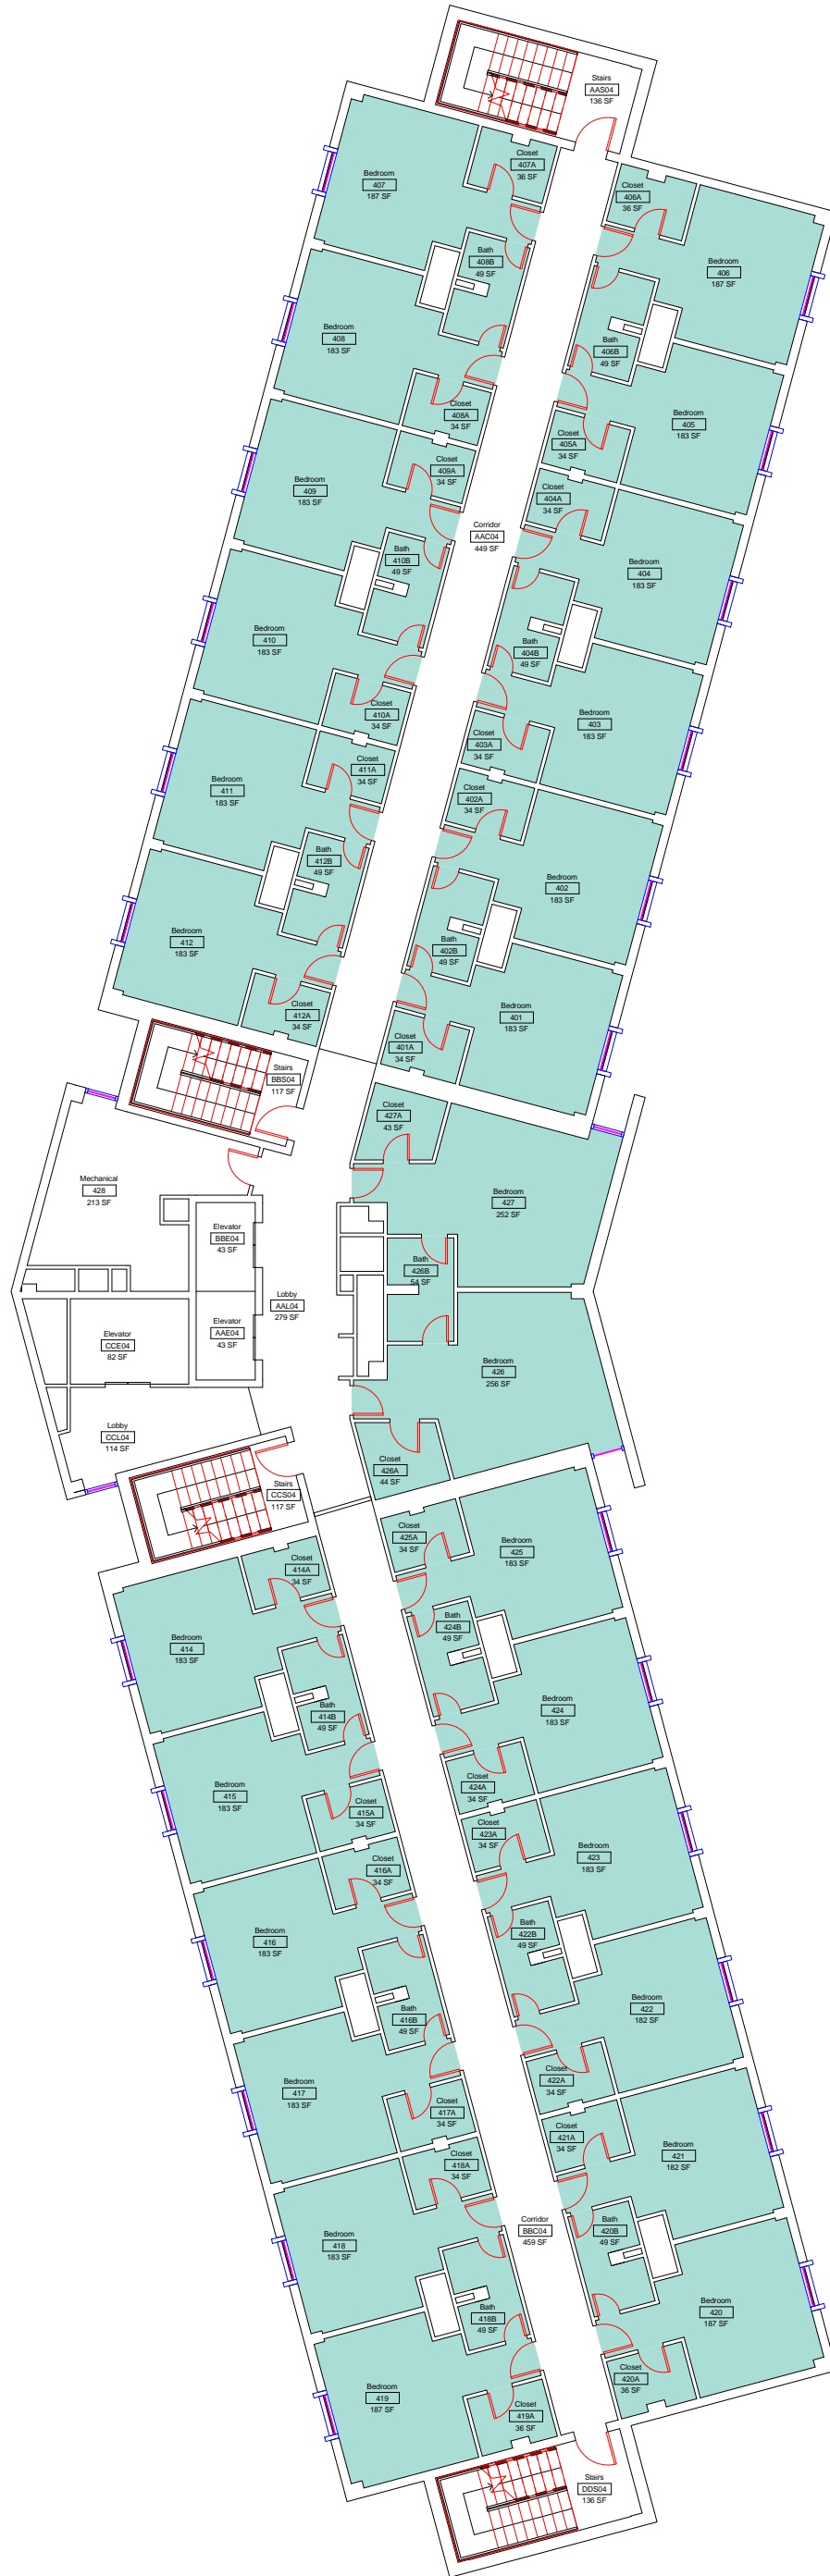 Stairs
AAS04
136 SF
Closet
407A
36 SF
Bedroom
407
187 SF
Closet
406A
36 SF
Bath
408B
49 SF
Bedroom
406
187 SF
Bedroom
408
183 SF
Bath
406B
49 SF
Closet
408A
34 SF
Bedroom
405
183 SF
Closet
405A
34 SF
Closet
409A
34 SF
Bedroom
409
183 SF
Closet
404A
34 SF
Corridor
AAC04
449 SF
Bath
410B
49 SF
Bedroom
404
183 SF
Bedroom
410
183 SF
Bath
404B
49 SF
Closet
410A
34 SF
Bedroom
403
183 SF
Closet
403A
34 SF
Closet
411A
34 SF
Bedroom
411
183 SF
Closet
402A
34 SF
Bath
412B
49 SF
Bedroom
402
183 SF
Bedroom
412
183 SF
Bath
402B
49 SF
Closet
412A
34 SF
Bedroom
401
183 SF
Closet
401A
34 SF
Stairs
BBS04
117 SF
Closet
427A
43 SF
Mechanical
428
213 SF
Bedroom
427
252 SF
Elevator
BBE04
43 SF
Bath
426B
54 SF
Lobby
AAL04
279 SF
Elevator
CCE04
82 SF
Elevator
AAE04
43 SF
Bedroom
426
256 SF
Lobby
CCL04
114 SF
Closet
426A
44 SF
Stairs
CCS04
117 SF
Closet
425A
34 SF
Bedroom
425
183 SF
Closet
414A
34 SF
Bedroom
414
183 SF
Bath
424B
49 SF
Bath
414B
49 SF
Bedroom
424
183 SF
Bedroom
415
183 SF
Closet
424A
34 SF
Closet
415A
34 SF
Closet
423A
34 SF
Bedroom
423
183 SF
Closet
416A
34 SF
Bedroom
416
183 SF
Bath
422B
49 SF
Bath
416B
49 SF
Bedroom
422
182 SF
Bedroom
417
183 SF
Closet
422A
34 SF
Closet
417A
34 SF
Closet
421A
34 SF
Bedroom
421
182 SF
Closet
418A
34 SF
Bedroom
418
183 SF
Corridor
BBC04
459 SF
Bath
420B
49 SF
Bath
418B
49 SF
Bedroom
420
187 SF
Bedroom
419
187 SF
Closet
420A
36 SF
Closet
419A
36 SF
Stairs
DDS04
136 SF